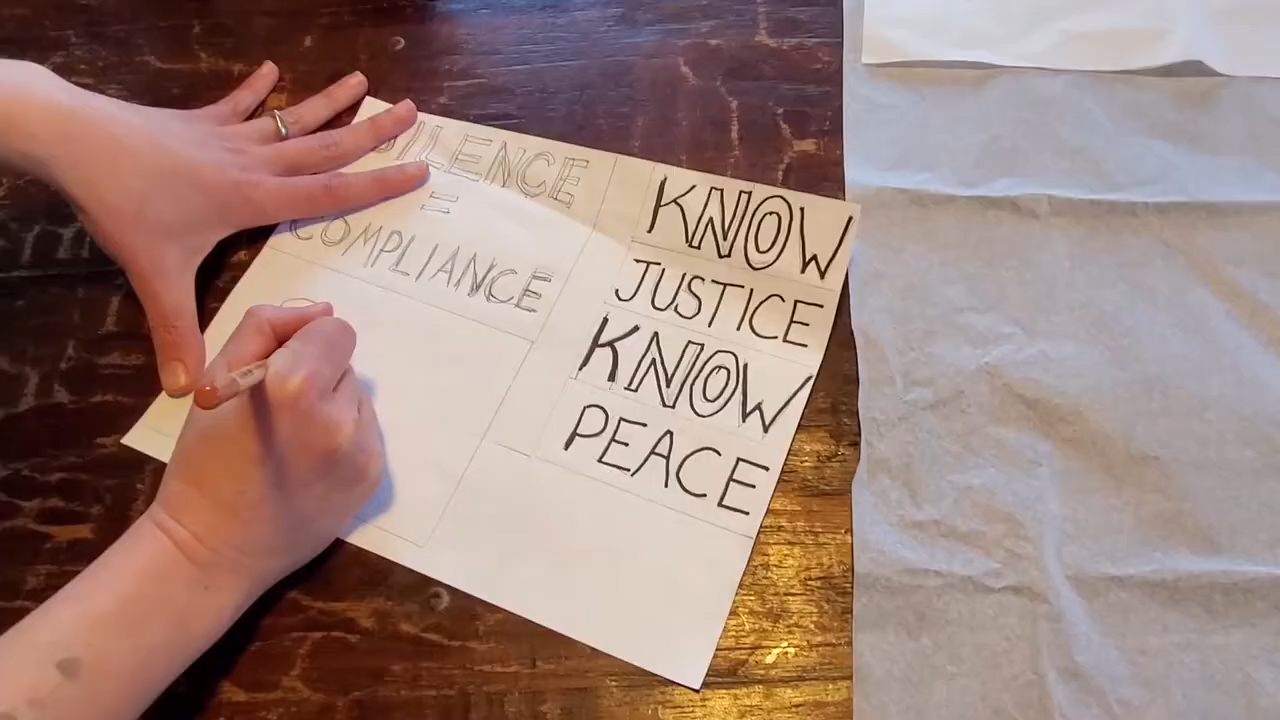 SILENCE
=
COMPLIANCE
KNOW
JUSTICE
KNOW
PEACE